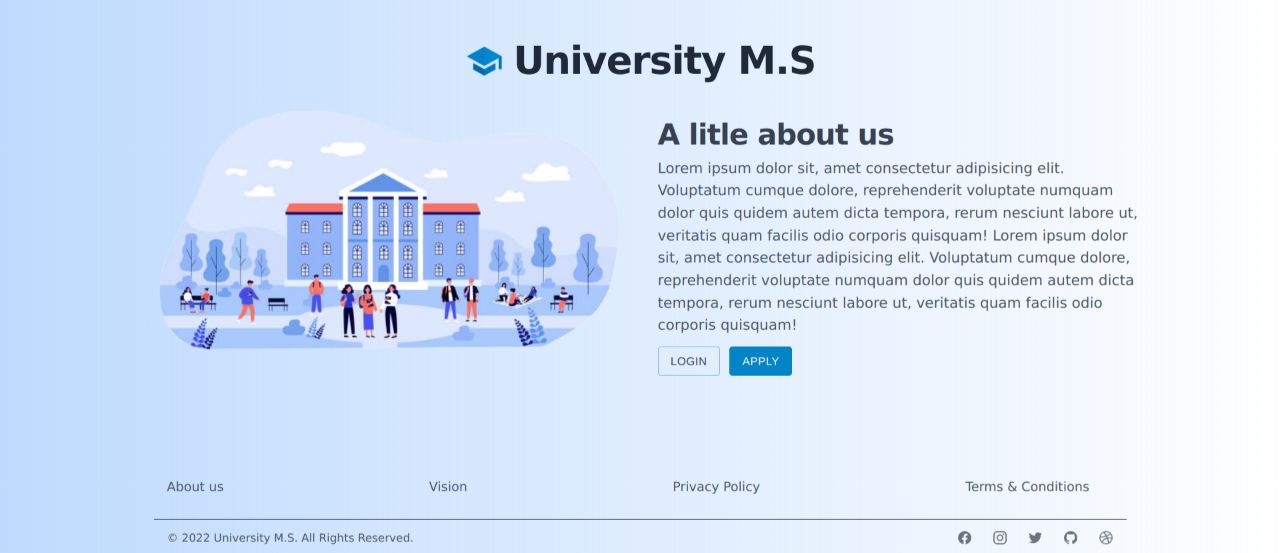 University M.S
A litle about us
Lorem ipsum dolor sit, amet consectetur adipisicing elit.
Voluptatum cumque dolore, reprehenderit voluptate numquam
dolor quis quidem autem dicta tempora, rerum nesciunt labore ut,
veritatis quam facilis odio corporis quisquam! Lorem ipsum dolor
sit, amet consectetur adipisicing elit. Voluptatum cumque dolore,
reprehenderit voluptate numquam dolor quis quidem autem dicta
tempora, rerum nesciunt labore ut, veritatis quam facilis odio
corporis quisquam!
LOGIN APPLY
About us Vision Privacy Policy Terms & Conditions
© 2022 University M.S. All Rights Reserved.